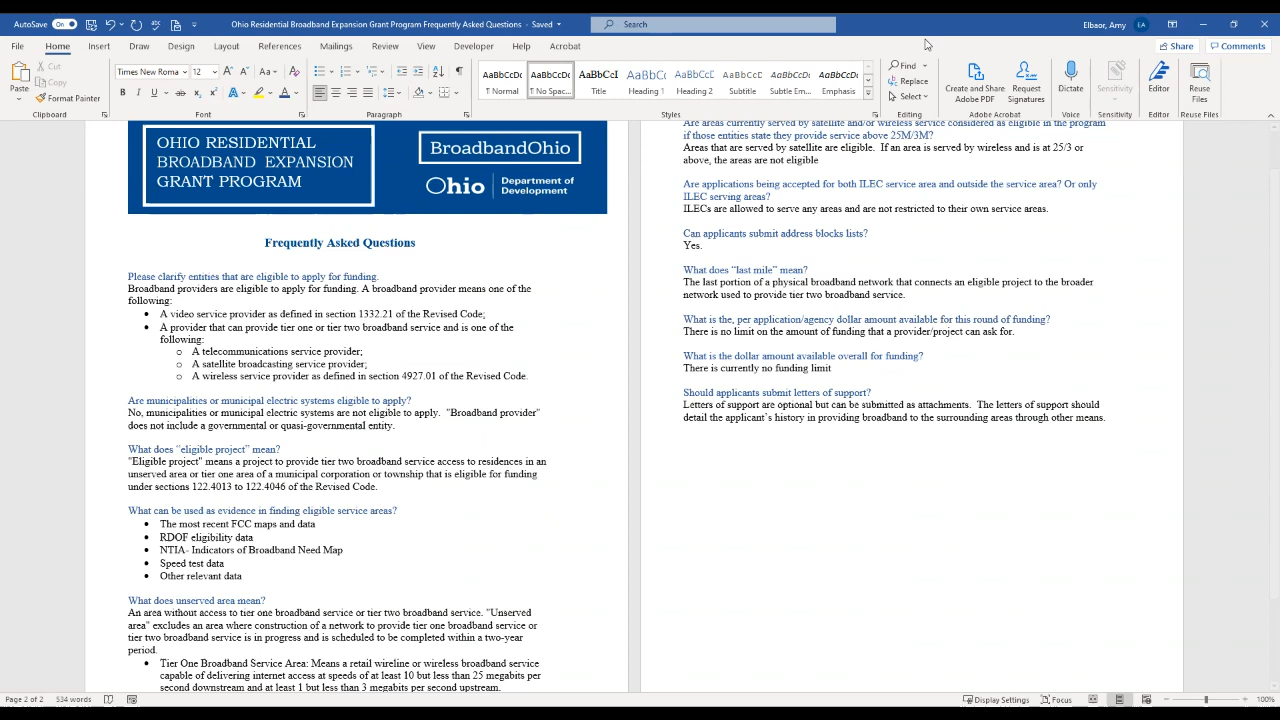 AutoSave On Ohio Residential Broadband Expansion Grant Program Frequently Asked Questions - Saved Search Elbaor, Amy EA
File Home Insert Draw Design Layout References Mailings Review View Developer Help Acrobat Share Comments
Paste Cut Copy Format Painter
Clipboard
Times New Roma 12
Font
Paragraph
AaBbCcDc AaBbCcDc AaBbCcI AaBbC AaBbCcL AaBbCcDc AaBbCcDc AaBbCcDc
¶ Normal ¶ No Spac... Title Heading 1 Heading 2 Subtitle Subtle Em... Emphasis
Styles
Find
Replace
Select
Editing
Create and Share Adobe PDF
Request Signatures
Adobe Acrobat
Dictate
Voice
Sensitivity
Sensitivity
Editor
Editor
Reuse Files
Reuse Files
OHIO RESIDENTIAL
BROADBAND EXPANSION
GRANT PROGRAM
BroadbandOhio
Ohio Department of
Development
Frequently Asked Questions
Please clarify entities that are eligible to apply for funding.
Broadband providers are eligible to apply for funding. A broadband provider means one of the
following:
• A video service provider as defined in section 1332.21 of the Revised Code;
• A provider that can provide tier one or tier two broadband service and is one of the
following:
o A telecommunications service provider;
o A satellite broadcasting service provider;
o A wireless service provider as defined in section 4927.01 of the Revised Code.
Are municipalities or municipal electric systems eligible to apply?
No, municipalities or municipal electric systems are not eligible to apply. "Broadband provider"
does not include a governmental or quasi-governmental entity.
What does “eligible project” mean?
"Eligible project" means a project to provide tier two broadband service access to residences in an
unserved area or tier one area of a municipal corporation or township that is eligible for funding
under sections 122.4013 to 122.4046 of the Revised Code.
What can be used as evidence in finding eligible service areas?
• The most recent FCC maps and data
• RDOF eligibility data
• NTIA- Indicators of Broadband Need Map
• Speed test data
• Other relevant data
What does unserved area mean?
An area without access to tier one broadband service or tier two broadband service. "Unserved
area" excludes an area where construction of a network to provide tier one broadband service or
tier two broadband service is in progress and is scheduled to be completed within a two-year
period.
• Tier One Broadband Service Area: Means a retail wireline or wireless broadband service
capable of delivering internet access at speeds of at least 10 but less than 25 megabits per
second downstream and at least 1 but less than 3 megabits per second upstream.
Are areas currently served by satellite and/or wireless service considered as eligible in the program
if those entities state they provide service above 25M/3M?
Areas that are served by satellite are eligible. If an area is served by wireless and is at 25/3 or
above, the areas are not eligible
Are applications being accepted for both ILEC service area and outside the service area? Or only
ILEC serving areas?
ILECs are allowed to serve any areas and are not restricted to their own service areas.
Can applicants submit address blocks lists?
Yes.
What does “last mile” mean?
The last portion of a physical broadband network that connects an eligible project to the broader
network used to provide tier two broadband service.
What is the, per application/agency dollar amount available for this round of funding?
There is no limit on the amount of funding that a provider/project can ask for.
What is the dollar amount available overall for funding?
There is currently no funding limit
Should applicants submit letters of support?
Letters of support are optional but can be submitted as attachments. The letters of support should
detail the applicant’s history in providing broadband to the surrounding areas through other means.
Page 2 of 2 534 words Display Settings Focus 100%